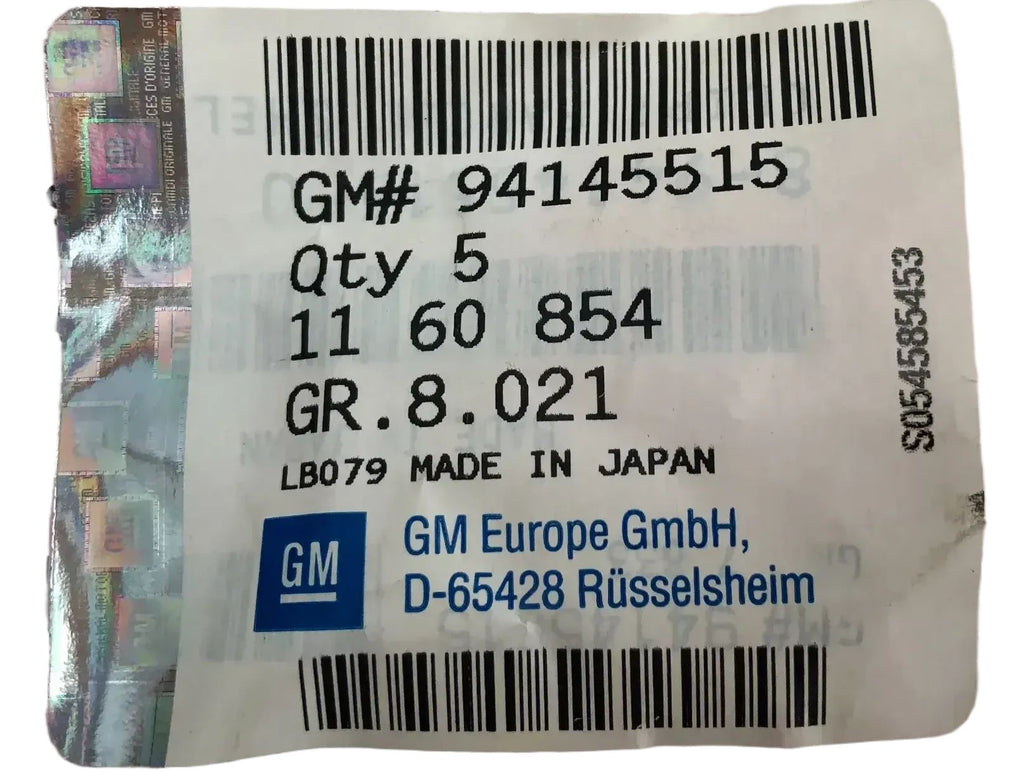 GM# 94145515
Qty 5
11 60 854
GR.8.021
LB079 MADE IN JAPAN
GM
GM Europe GmbH,
D-65428 Rüsselsheim
S054585453